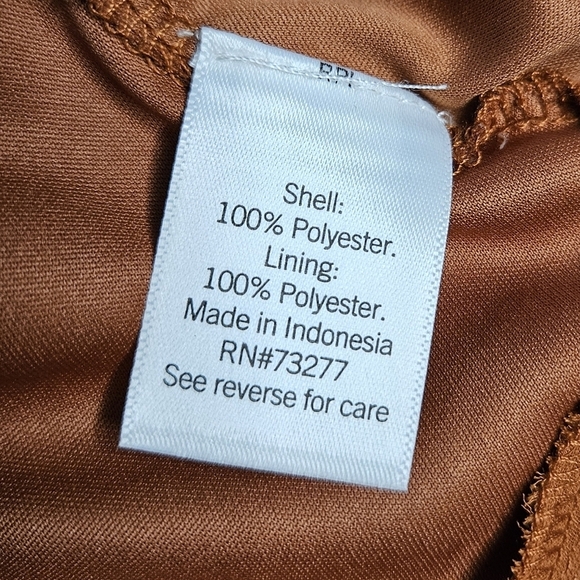 Shell:
100% Polyester.
Lining:
100% Polyester.
Made in Indonesia
RN#73277
See reverse for care